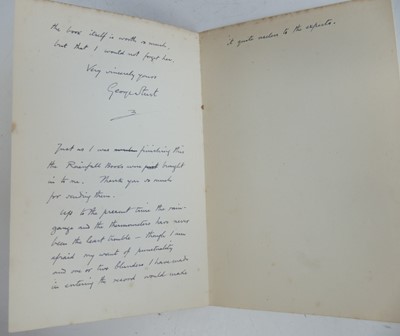 the book itself is worth so much,
but that I would not forget him.
Very sincerely yours
George Sturt
Just as I was finishing this
the Rainfall Books were brought
in to me. Thank you so much
for sending them.
Up to the present time the rain-
gauge and the thermometers have never
been the least trouble — though I am
afraid my want of punctuality
and one or two blunders I have made
in entering the record would make
it quite useless to the experts.